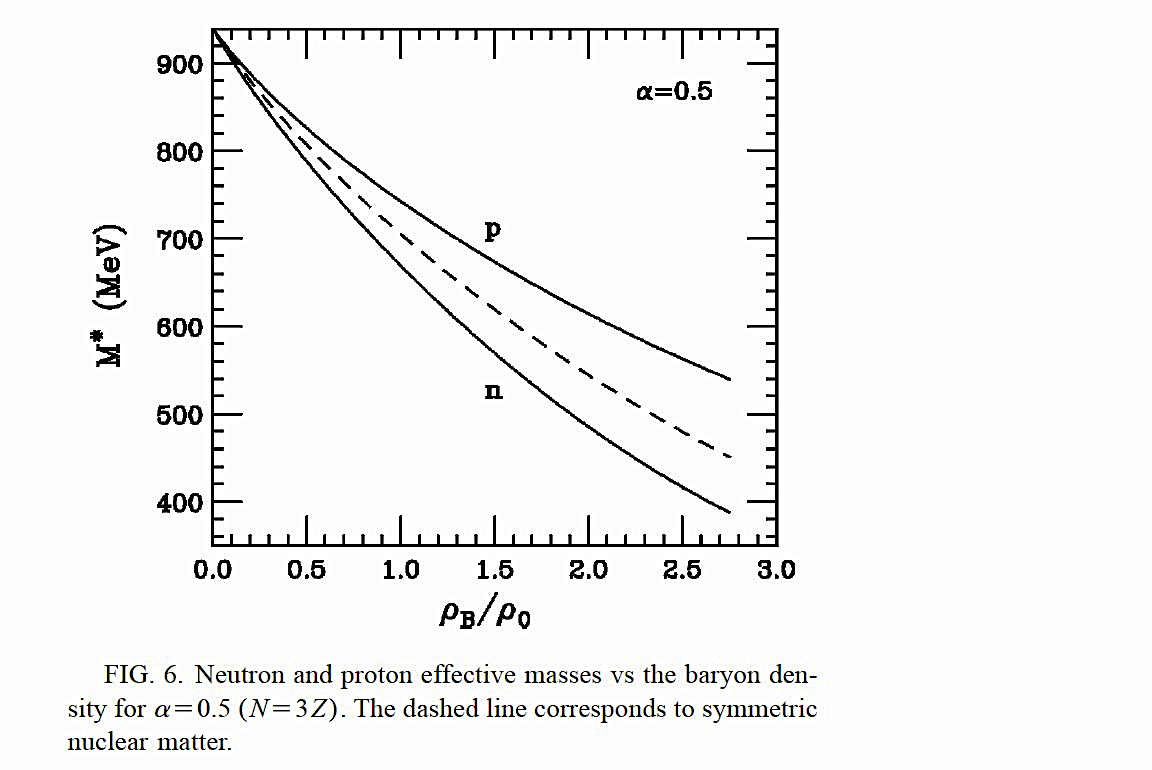 900
α=0.5
800
p
700
M* (MeV)
600
n
500
400
0.0 0.5 1.0 1.5 2.0 2.5 3.0
ρB/ρ0
FIG. 6. Neutron and proton effective masses vs the baryon den-
sity for α=0.5 (N=3Z). The dashed line corresponds to symmetric
nuclear matter.